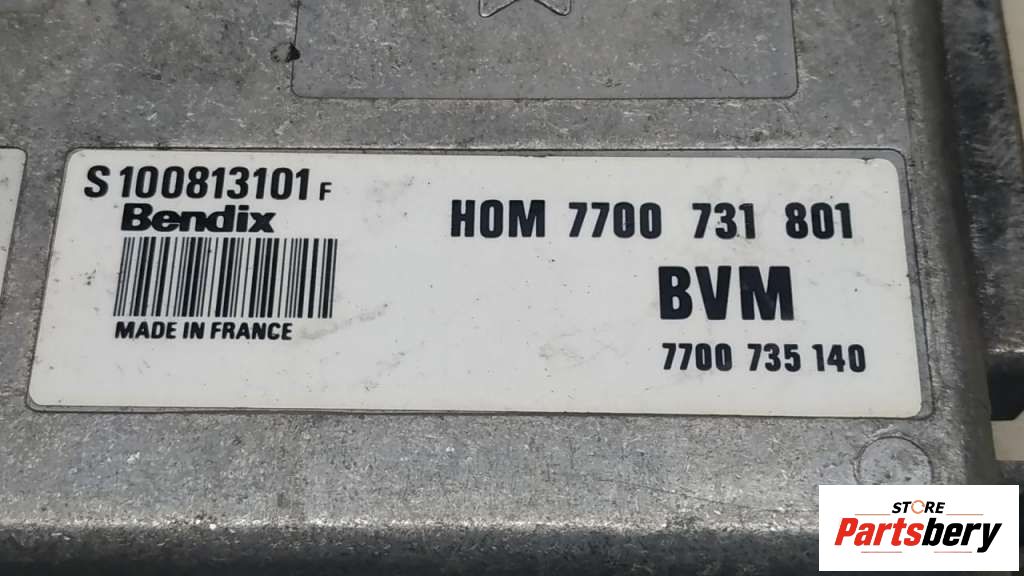 S 100813101 F
Bendix
MADE IN FRANCE
HOM 7700 731 801
BVM
7700 735 140
STORE
Partsbery